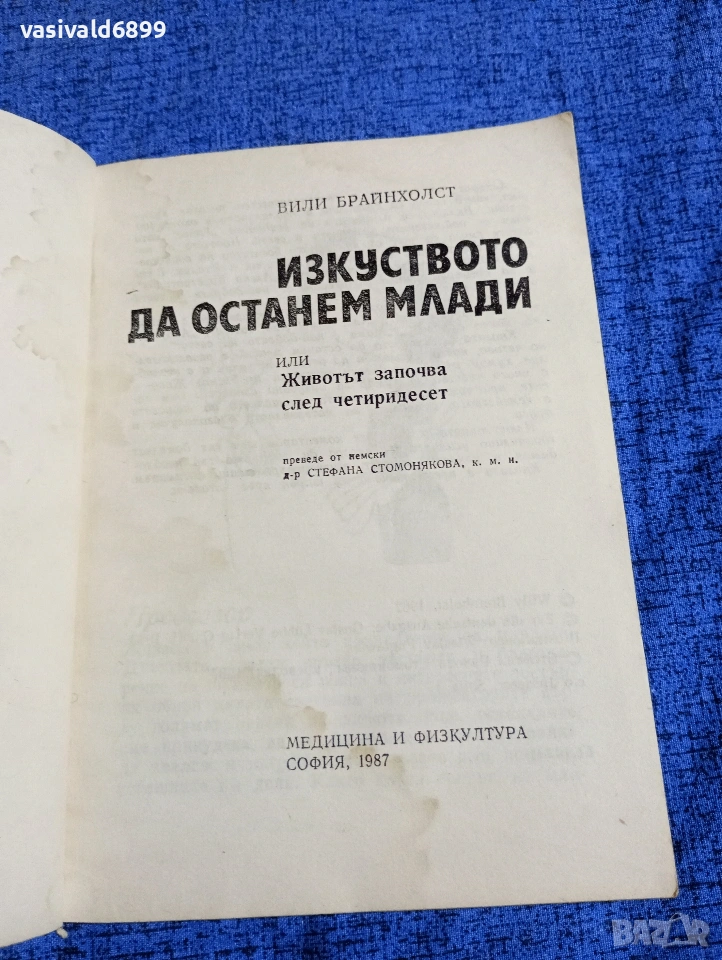 vasivald6899
ВИЛИ БРАЙНХОЛСТ
ИЗКУСТВОТО
ДА ОСТАНЕМ МЛАДИ
или
Животът започва
след четиридесет
преведе от немски
д-р СТЕФАНА СТОМОНЯКОВА, к. м. н.
МЕДИЦИНА И ФИЗКУЛТУРА
СОФИЯ, 1987
BAZAR